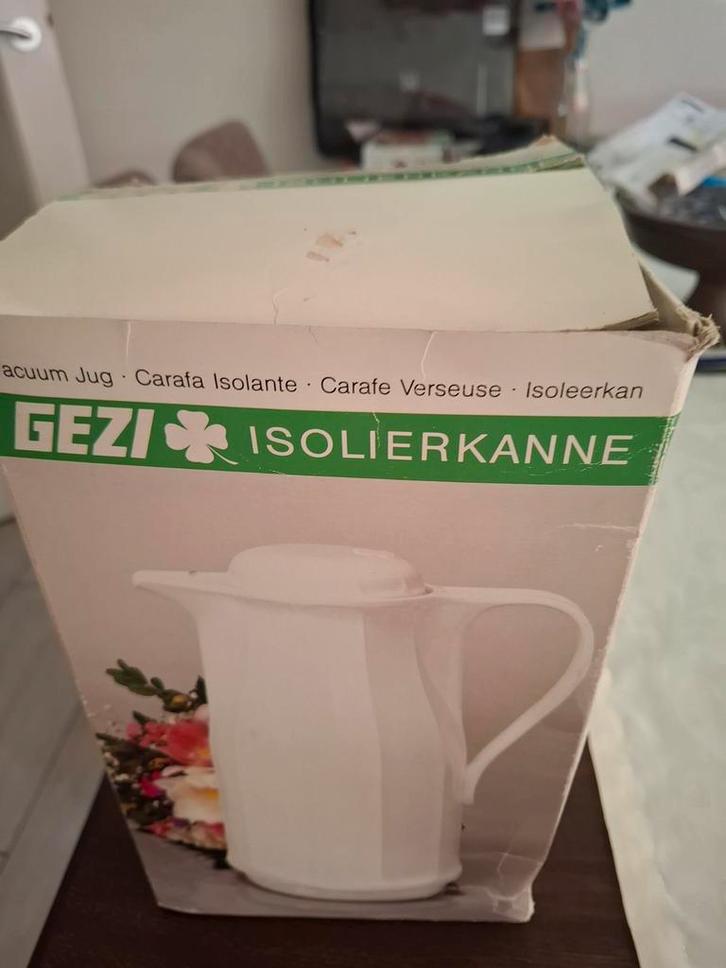 acuum Jug · Carafa Isolante · Carafe Verseuse · Isoleerkan
GEZI ISOLIERKANNE